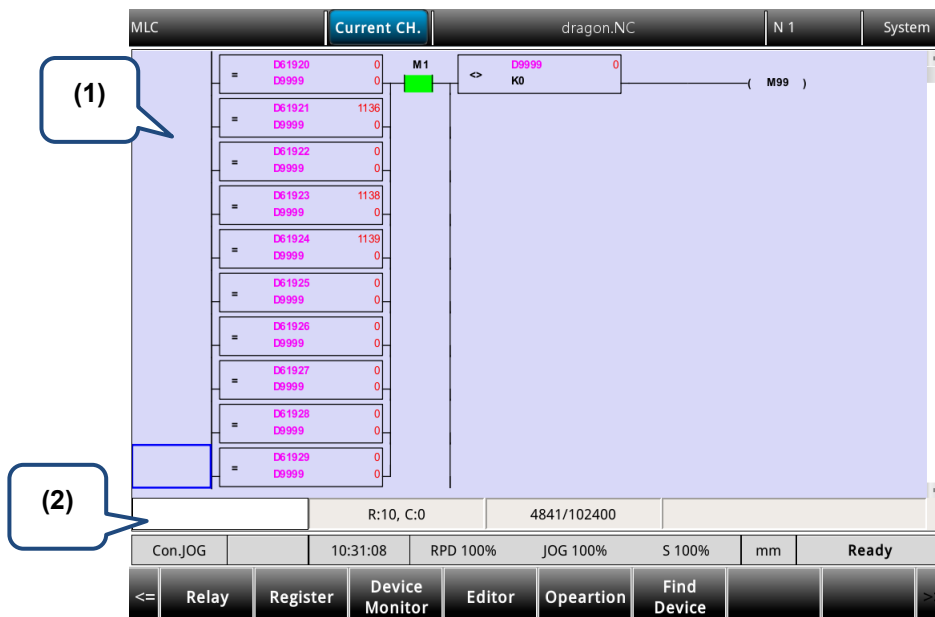 MLC Current CH. dragon.NC N 1 System
(1)
D61920 0 M1 D9999 0
= <> K0 ( M99 )
D9999 0
D61921 1136
=
D9999 0
D61922 0
=
D9999 0
D61923 1138
=
D9999 0
D61924 1139
=
D9999 0
D61925 0
=
D9999 0
D61926 0
=
D9999 0
D61927 0
=
D9999 0
D61928 0
=
D9999 0
D61929 0
=
D9999 0
(2)
R:10, C:0 4841/102400
Con.JOG 10:31:08 RPD 100% JOG 100% S 100% mm Ready
<= Relay Register Device Monitor Editor Opeartion Find Device >